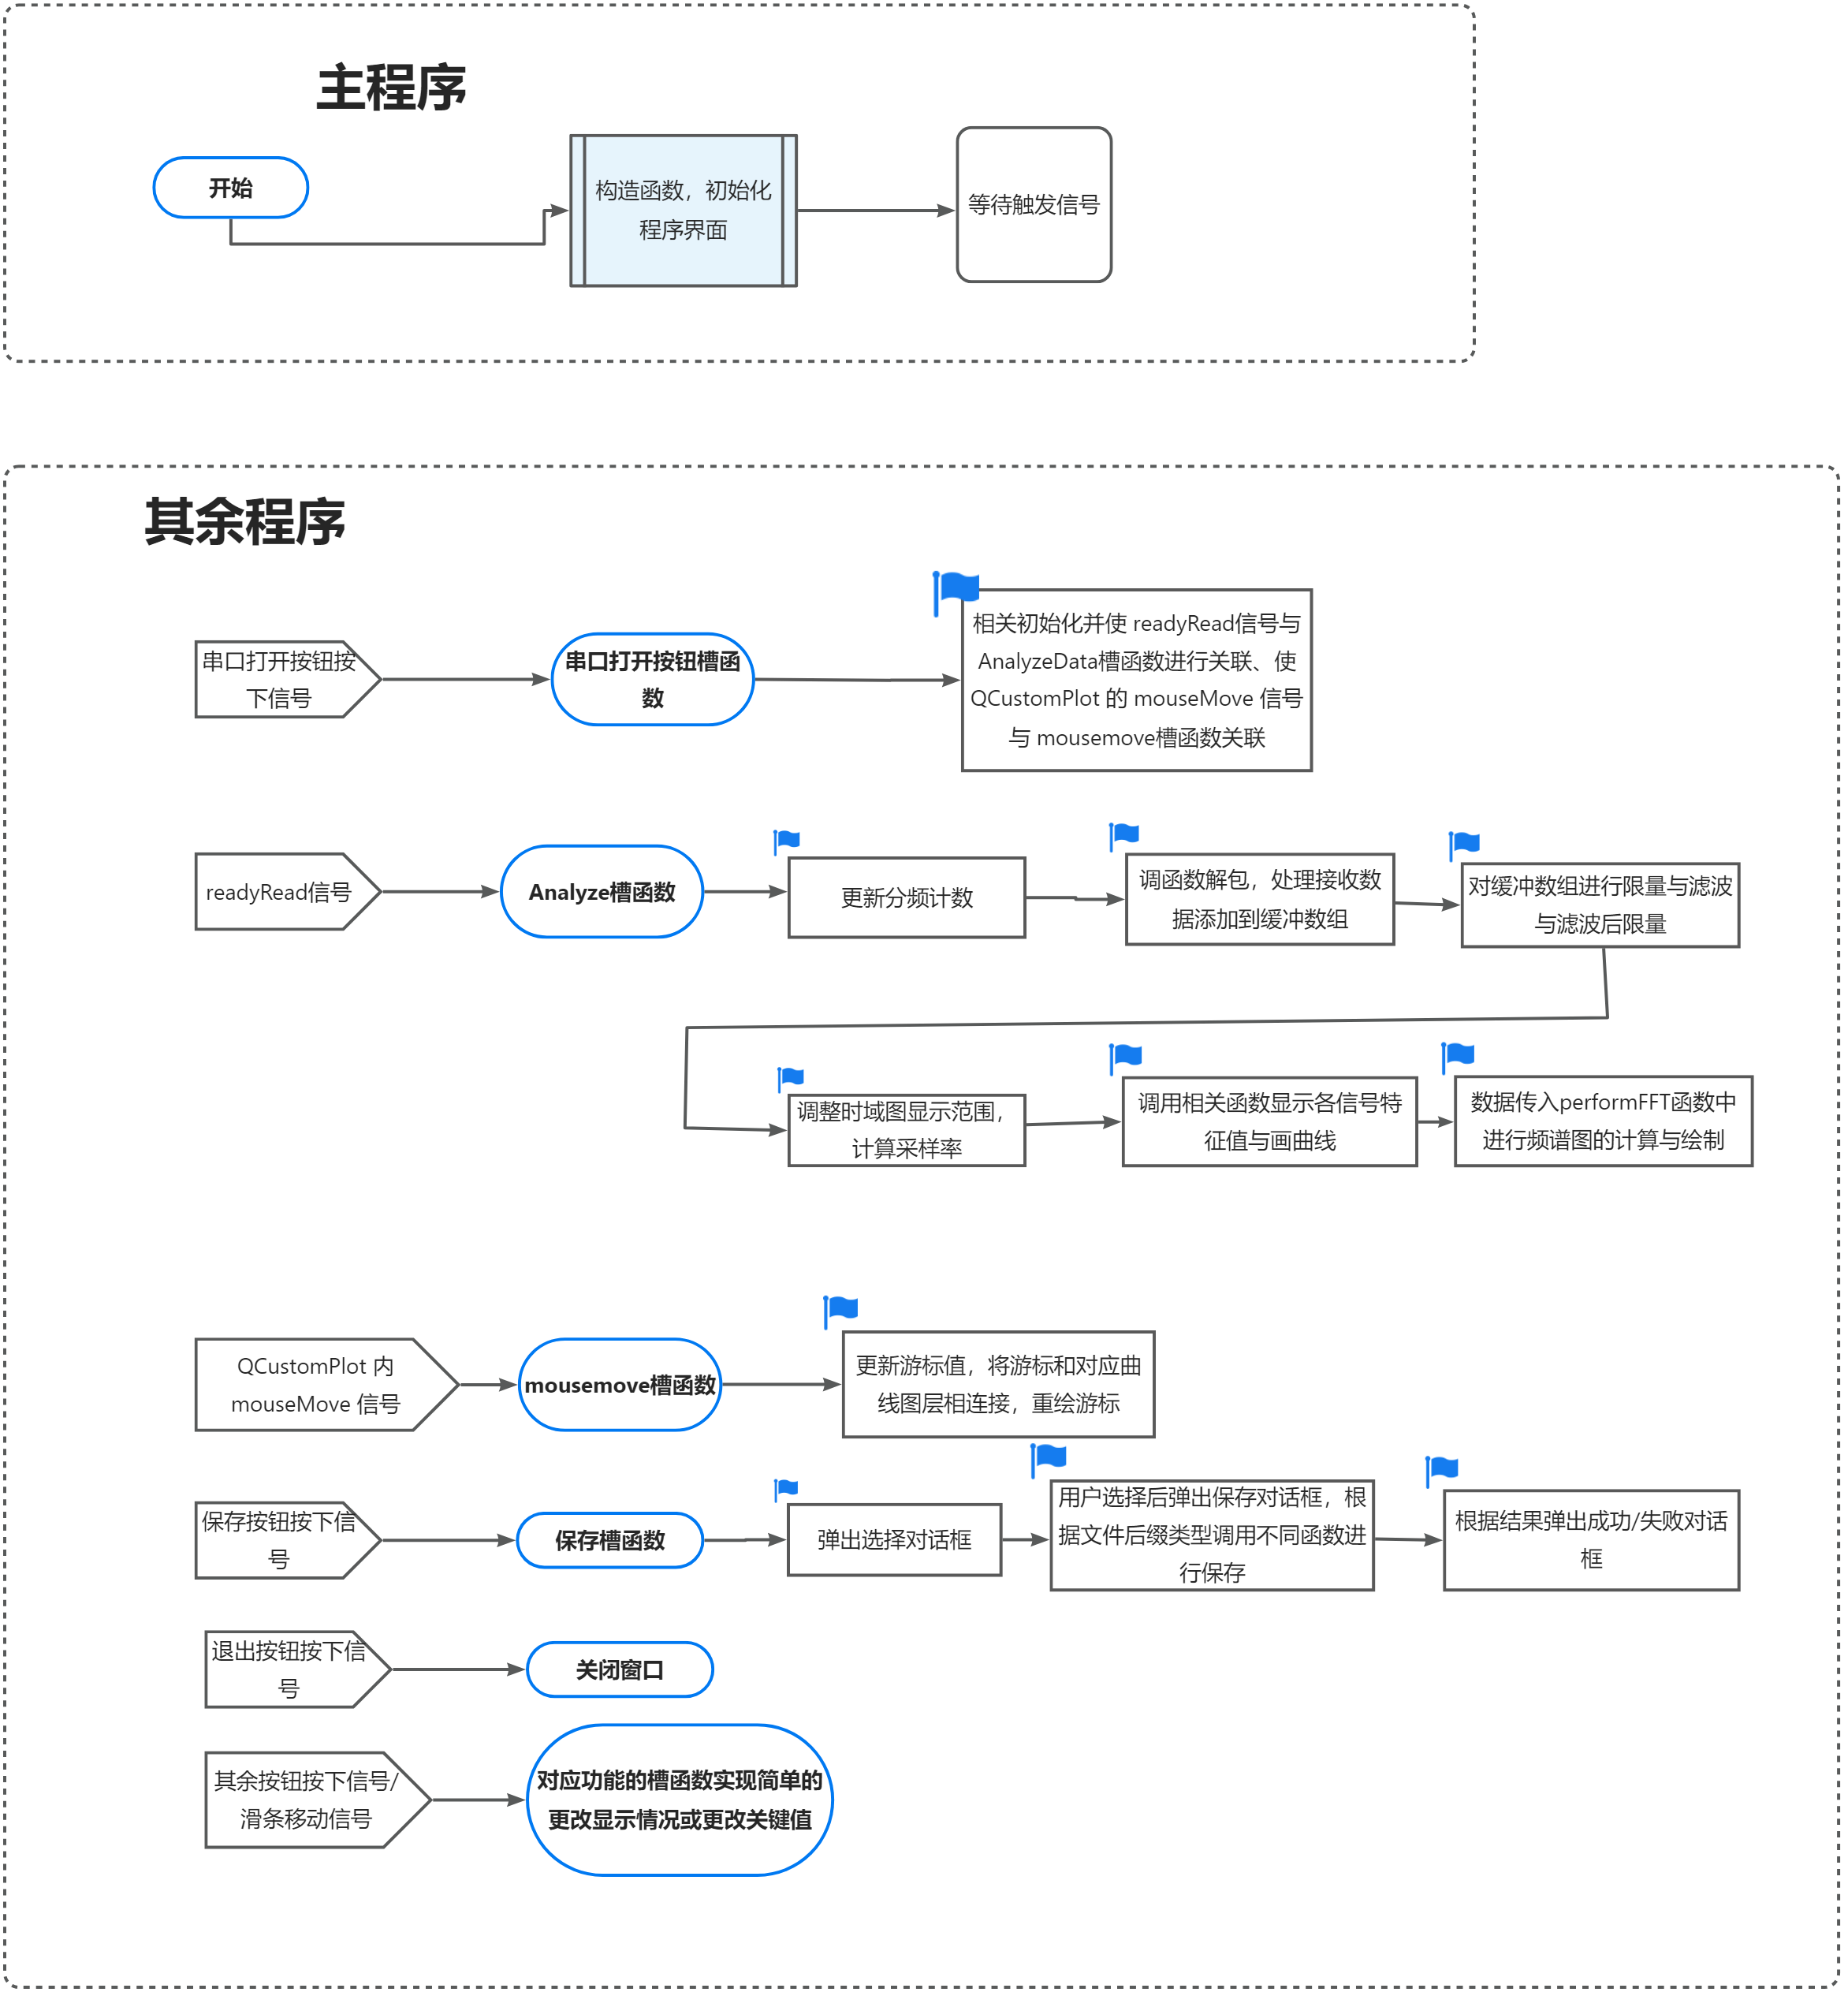 主程序
开始
构造函数，初始化
程序界面
等待触发信号
其余程序
串口打开按钮按
下信号
串口打开按钮槽函
数
相关初始化并使 readyRead信号与
AnalyzeData槽函数进行关联、使
QCustomPlot 的 mouseMove 信号
与 mousemove槽函数关联
readyRead信号
Analyze槽函数
更新分频计数
调函数解包，处理接收数
据添加到缓冲数组
对缓冲数组进行限量与滤波
与滤波后限量
调整时域图显示范围，
计算采样率
调用相关函数显示各信号特
征值与画曲线
数据传入performFFT函数中
进行频谱图的计算与绘制
QCustomPlot 内
mouseMove 信号
mousemove槽函数
更新游标值，将游标和对应曲
线图层相连接，重绘游标
保存按钮按下信
号
保存槽函数
弹出选择对话框
用户选择后弹出保存对话框，根
据文件后缀类型调用不同函数进
行保存
根据结果弹出成功/失败对话
框
退出按钮按下信
号
关闭窗口
其余按钮按下信号/
滑条移动信号
对应功能的槽函数实现简单的
更改显示情况或更改关键值